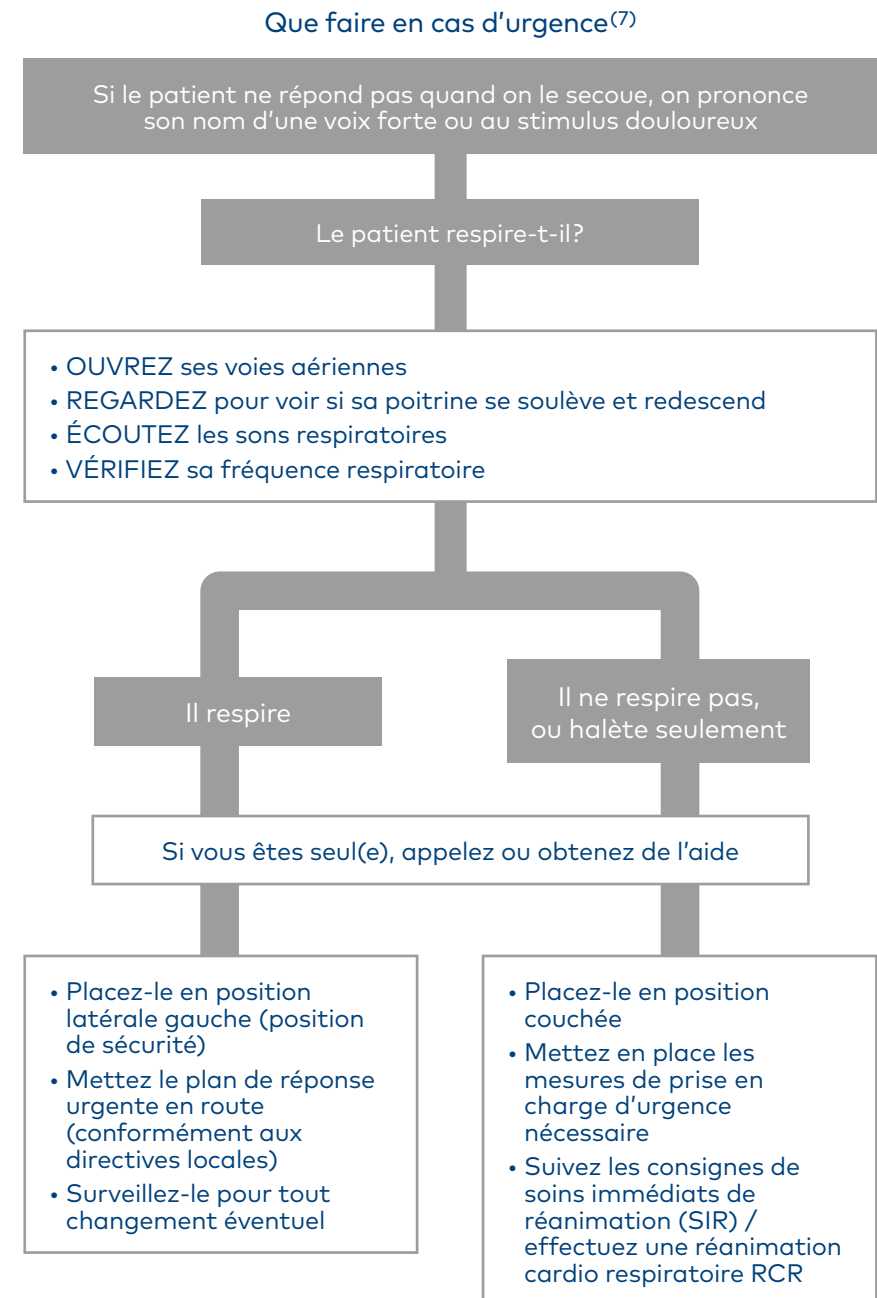 Que faire en cas d'urgence(7)
Si le patient ne répond pas quand on le secoue, on prononce
son nom d'une voix forte ou au stimulus douloureux
Le patient respire-t-il?
• OUVREZ ses voies aériennes
• REGARDEZ pour voir si sa poitrine se soulève et redescend
• ÉCOUTEZ les sons respiratoires
• VÉRIFIEZ sa fréquence respiratoire
Il respire
Il ne respire pas,
ou halète seulement
Si vous êtes seul(e), appelez ou obtenez de l'aide
• Placez-le en position
latérale gauche (position
de sécurité)
• Mettez le plan de réponse
urgente en route
(conformément aux
directives locales)
• Surveillez-le pour tout
changement éventuel
• Placez-le en position
couchée
• Mettez en place les
mesures de prise en
charge d'urgence
nécessaire
• Suivez les consignes de
soins immédiats de
réanimation (SIR) /
effectuez une réanimation
cardio respiratoire RCR